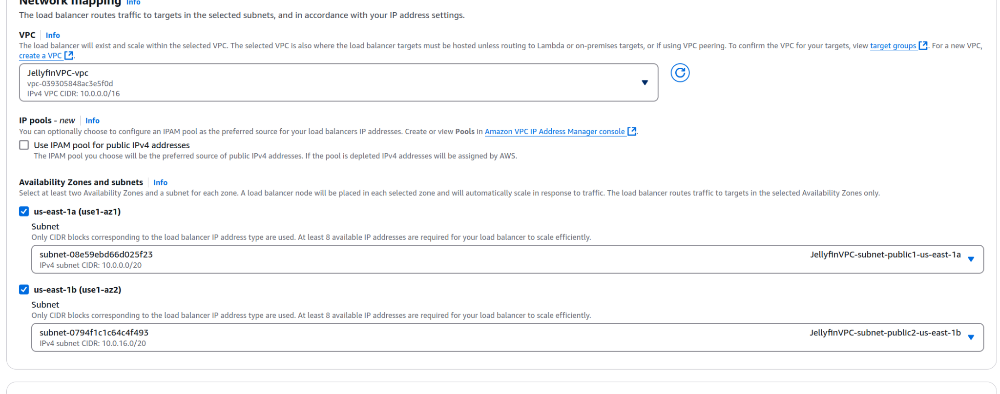 Network mapping Info
The load balancer routes traffic to targets in the selected subnets, and in accordance with your IP address settings.
VPC Info
The load balancer will exist and scale within the selected VPC. The selected VPC is also where the load balancer targets must be hosted unless routing to Lambda or on-premises targets, or if using VPC peering. To confirm the VPC for your targets, view target groups. For a new VPC,
create a VPC.
JellyfinVPC-vpc
vpc-039305848ac3e5f0d
IPv4 VPC CIDR: 10.0.0.0/16
IP pools - new Info
You can optionally choose to configure an IPAM pool as the preferred source for your load balancers IP addresses. Create or view Pools in Amazon VPC IP Address Manager console.
Use IPAM pool for public IPv4 addresses
The IPAM pool you choose will be the preferred source of public IPv4 addresses. If the pool is depleted IPv4 addresses will be assigned by AWS.
Availability Zones and subnets Info
Select at least two Availability Zones and a subnet for each zone. A load balancer node will be placed in each selected zone and will automatically scale in response to traffic. The load balancer routes traffic to targets in the selected Availability Zones only.
us-east-1a (use1-az1)
Subnet
Only CIDR blocks corresponding to the load balancer IP address type are used. At least 8 available IP addresses are required for your load balancer to scale efficiently.
subnet-08e59ebd66d025f23 JellyfinVPC-subnet-public1-us-east-1a
IPv4 subnet CIDR: 10.0.0.0/20
us-east-1b (use1-az2)
Subnet
Only CIDR blocks corresponding to the load balancer IP address type are used. At least 8 available IP addresses are required for your load balancer to scale efficiently.
subnet-0794f1c1c64c4f493 JellyfinVPC-subnet-public2-us-east-1b
IPv4 subnet CIDR: 10.0.16.0/20